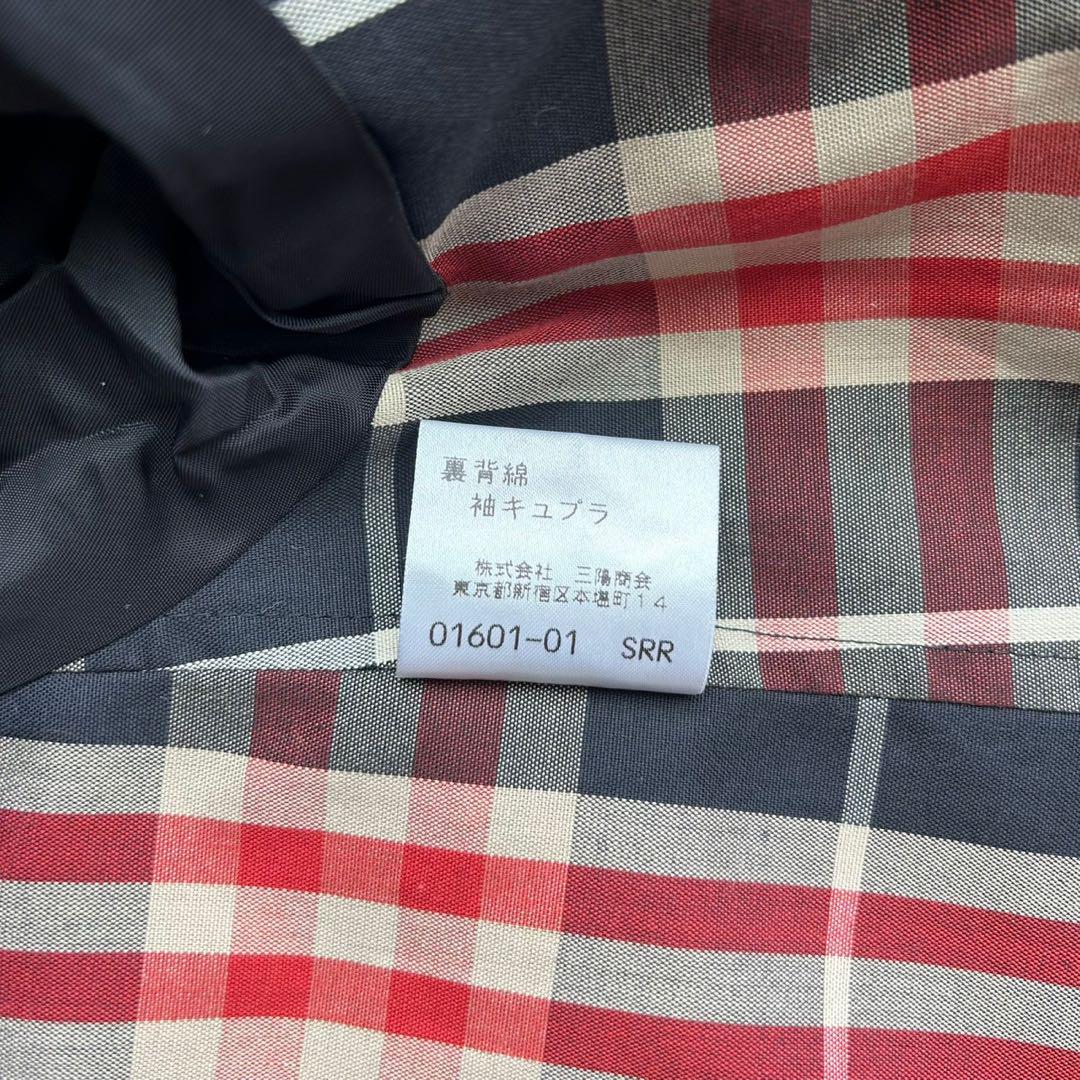 裏背綿
袖キュプラ
株式会社 三陽商会
東京都新宿区本塩町14
01601-01 SRR